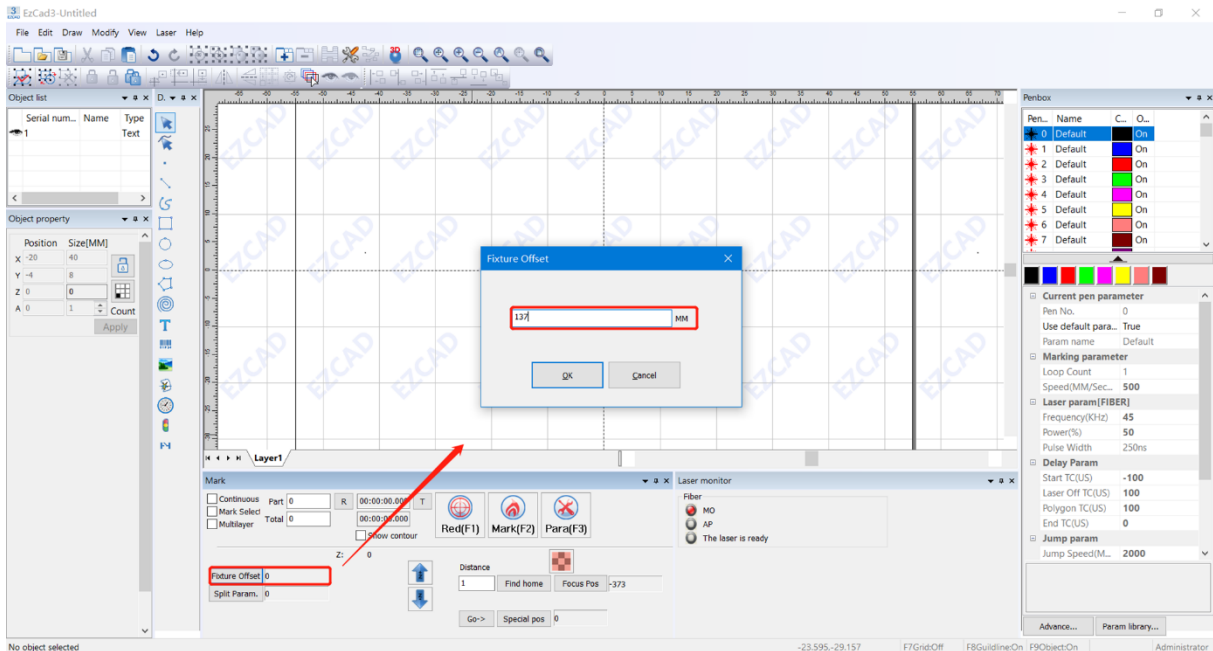 EzCad3-Untitled
File Edit Draw Modify View Laser Help
Object list
D.
Serial num... Name Type
1 Text
Object property
Position Size[MM]
X -20 40
Y -4 8
Z 0 0
A 0 1 Count
Apply
No object selected
EZCAD
Layer1
Fixture Offset
137 MM
OK Cancel
Mark
Continuous Part 0 R 00:00:00.000 T
Mark Select
Multilayer Total 0 00:00:00.000
Show contour
Red(F1) Mark(F2) Para(F3)
Z: 0
Fixture Offset 0
Split Param. 0
Distance
1 Find home Focus Pos -373
Go-> Special pos 0
Laser monitor
Fiber
MO
AP
The laser is ready
Penbox
Pen... Name C... O...
0 Default On
1 Default On
2 Default On
3 Default On
4 Default On
5 Default On
6 Default On
7 Default On
Current pen parameter
Pen No. 0
Use default para... True
Param name Default
Marking parameter
Loop Count 1
Speed(MM/Sec... 500
Laser param[FIBER]
Frequency(KHz) 45
Power(%) 50
Pulse Width 250ns
Delay Param
Start TC(US) -100
Laser Off TC(US) 100
Polygon TC(US) 100
End TC(US) 0
Jump param
Jump Speed(M... 2000
Advance... Param library...
-23.595,-29.157 F7Grid:Off F8Guildline:On F9Object:On Administrator